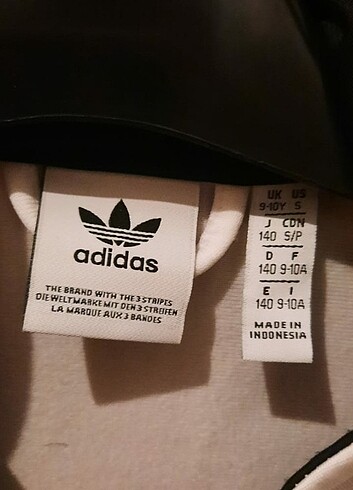 adidas
THE BRAND WITH THE 3 STRIPES
DIE WELTMARKE MIT DEN 3 STREIFEN
LA MARQUE AUX 3 BANDES
UK US
9-10Y S
J CDN
140 S/P
D F
140 9-10A
E I
140 9-10A
MADE IN
INDONESIA